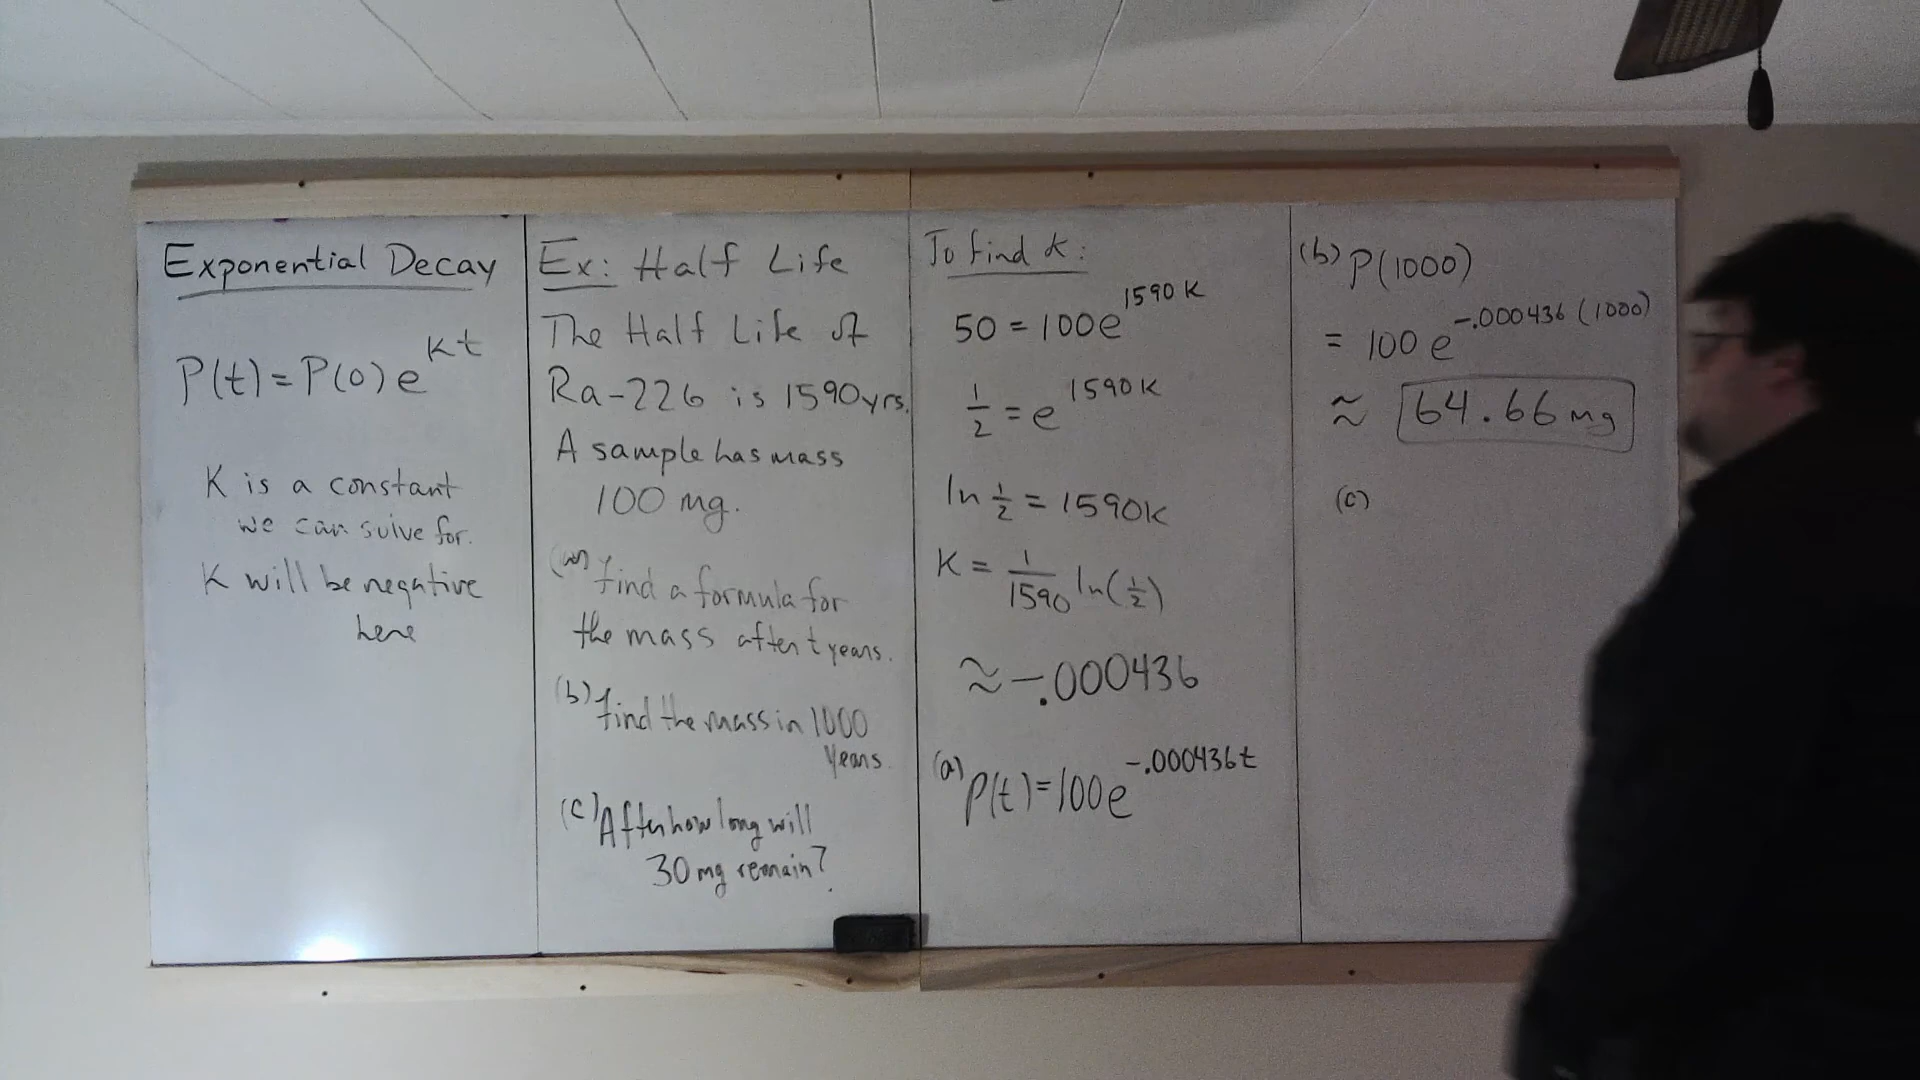 Exponential Decay
P(t) = P(0) e^{Kt}
K is a constant
we can solve for.
K will be negative
here
Ex: Half Life
The Half Life of
Ra-226 is 1590yrs.
A sample has mass
100 mg.
(a) find a formula for
the mass after t years.
(b) find the mass in 1000
years.
(c) After how long will
30 mg remain?
To find K:
50 = 100e^{1590K}
1/2 = e^{1590K}
ln 1/2 = 1590K
K = 1/1590 ln(1/2)
≈ -.000436
(a) P(t) = 100e^{-.000436t}
(b) P(1000)
= 100 e^{-.000436(1000)}
≈ 64.66 mg
(c)